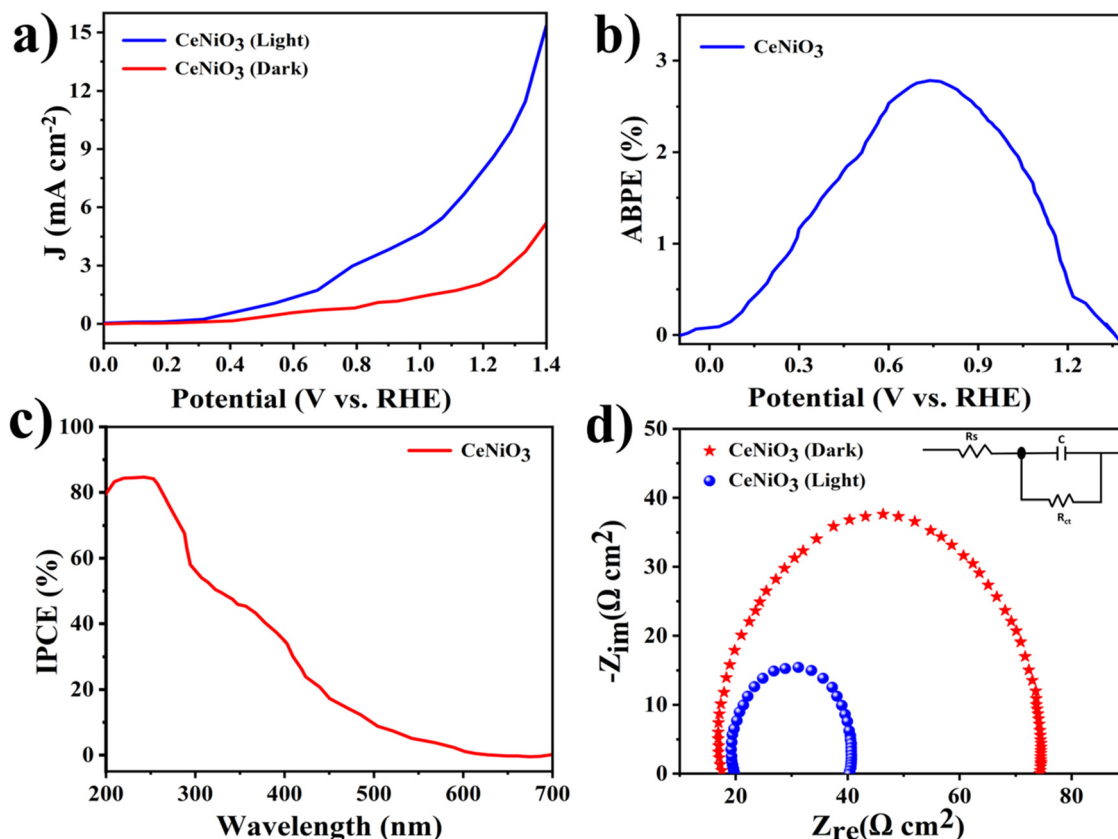 a)
CeNiO3 (Light)
CeNiO3 (Dark)
15
12
9
6
3
0
J (mA cm-2)
0.0 0.2 0.4 0.6 0.8 1.0 1.2 1.4
Potential (V vs. RHE)
b)
CeNiO3
3
2
1
0
ABPE (%)
0.0 0.3 0.6 0.9 1.2
Potential (V vs. RHE)
c)
CeNiO3
100
80
60
40
20
0
IPCE (%)
200 300 400 500 600 700
Wavelength (nm)
d)
CeNiO3 (Dark)
CeNiO3 (Light)
Rs
C
Rct
50
40
30
20
10
0
-Zim(Ω cm2)
20 40 60 80
Zre(Ω cm2)